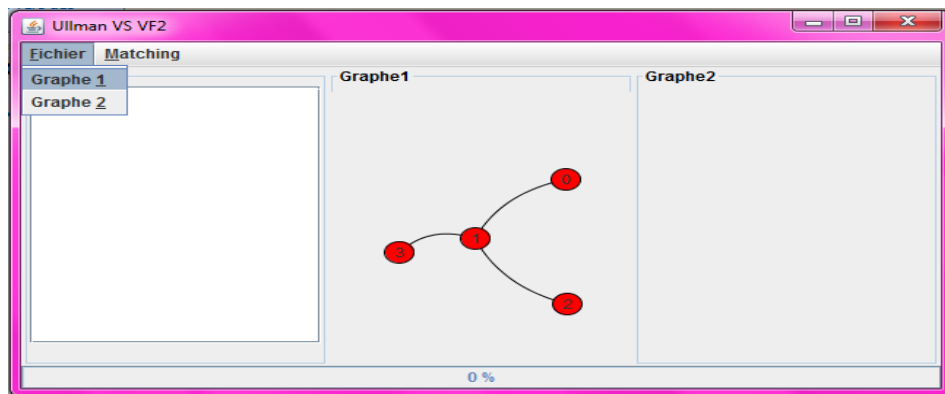 Ullman VS VF2
Fichier Matching
Graphe 1
Graphe 2
Graphe1
Graphe2
0
1
3
2
0 %